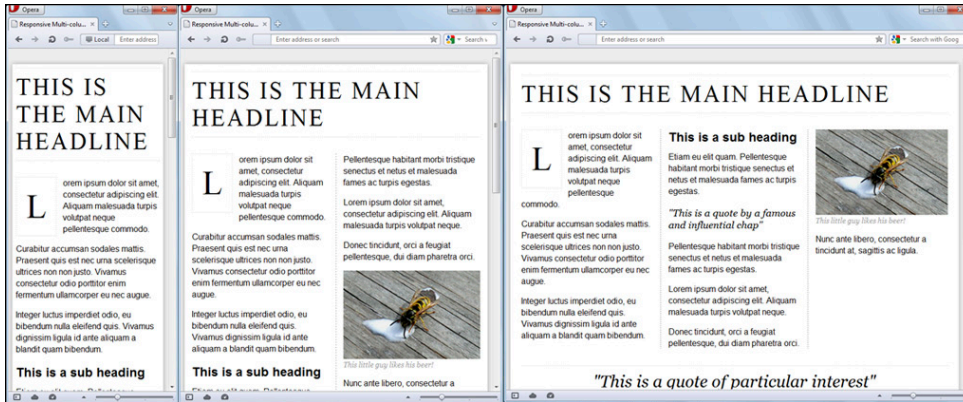 Opera
Responsive Multi-colu...
Local
Enter address
THIS IS
THE MAIN
HEADLINE
L
orem ipsum dolor sit
amet, consectetur
adipiscing elit.
Aliquam malesuada turpis
volutpat neque
pellentesque commodo.
Curabitur accumsan sodales mattis.
Praesent quis est nec urna scelerisque
ultrices non non justo. Vivamus
consectetur odio porttitor enim
fermentum ullamcorper eu nec augue.
Integer luctus imperdiet odio, eu
bibendum nulla eleifend quis. Vivamus
dignissim ligula id ante aliquam a
blandit quam bibendum.
This is a sub heading
Opera
Responsive Multi-colu...
Enter address or search
Search
THIS IS THE MAIN
HEADLINE
L
orem ipsum dolor sit
amet, consectetur
adipiscing elit. Aliquam
malesuada turpis
volutpat neque
pellentesque commodo.
Curabitur accumsan sodales mattis.
Praesent quis est nec urna
scelerisque ultrices non non justo.
Vivamus consectetur odio porttitor
enim fermentum ullamcorper eu nec
augue.
Integer luctus imperdiet odio, eu
bibendum nulla eleifend quis.
Vivamus dignissim ligula id ante
aliquam a blandit quam bibendum.
This is a sub heading
Pellentesque habitant morbi tristique
senectus et netus et malesuada
fames ac turpis egestas.
Lorem ipsum dolor sit amet,
consectetur adipiscing elit. Aliquam
malesuada turpis volutpat neque.
Donec tincidunt, orci a feugiat
pellentesque, dui diam pharetra orci.
This little guy likes his beer!
Nunc ante libero, consectetur a
Opera
Responsive Multi-colu...
Enter address or search
Search with Goog
THIS IS THE MAIN HEADLINE
L
orem ipsum dolor sit
amet, consectetur
adipiscing elit. Aliquam
malesuada turpis
volutpat neque
pellentesque
commodo.
Curabitur accumsan sodales mattis.
Praesent quis est nec urna
scelerisque ultrices non non justo.
Vivamus consectetur odio porttitor
enim fermentum ullamcorper eu nec
augue.
Integer luctus imperdiet odio, eu
bibendum nulla eleifend quis.
Vivamus dignissim ligula id ante
aliquam a blandit quam bibendum.
This is a sub heading
Etiam eu elit quam. Pellentesque
habitant morbi tristique senectus et
netus et malesuada fames ac turpis
egestas.
"This is a quote by a famous
and influential chap"
Pellentesque habitant morbi tristique
senectus et netus et malesuada
fames ac turpis egestas.
Lorem ipsum dolor sit amet,
consectetur adipiscing elit. Aliquam
malesuada turpis volutpat neque.
Donec tincidunt, orci a feugiat
pellentesque, dui diam pharetra orci.
This little guy likes his beer!
Nunc ante libero, consectetur a
tincidunt at, sagittis ac ligula.
"This is a quote of particular interest"